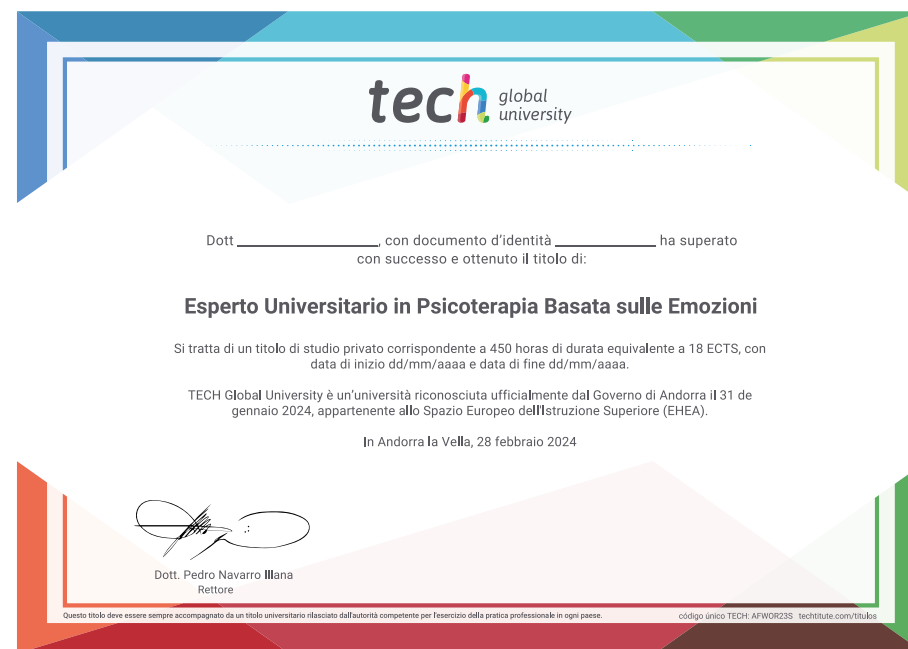 tech global university
Dott ____________________, con documento d'identità ______________ ha superato
con successo e ottenuto il titolo di:
Esperto Universitario in Psicoterapia Basata sulle Emozioni
Si tratta di un titolo di studio privato corrispondente a 450 horas di durata equivalente a 18 ECTS, con
data di inizio dd/mm/aaaa e data di fine dd/mm/aaaa.
TECH Global University è un'università riconosciuta ufficialmente dal Governo di Andorra il 31 de
gennaio 2024, appartenente allo Spazio Europeo dell'Istruzione Superiore (EHEA).
In Andorra la Vella, 28 febbraio 2024
Dott. Pedro Navarro Illana
Rettore
Questo titolo deve essere sempre accompagnato da un titolo universitario rilasciato dall'autorità competente per l'esercizio della pratica professionale in ogni paese.
código único TECH: AFWOR23S techtitute.com/titulos